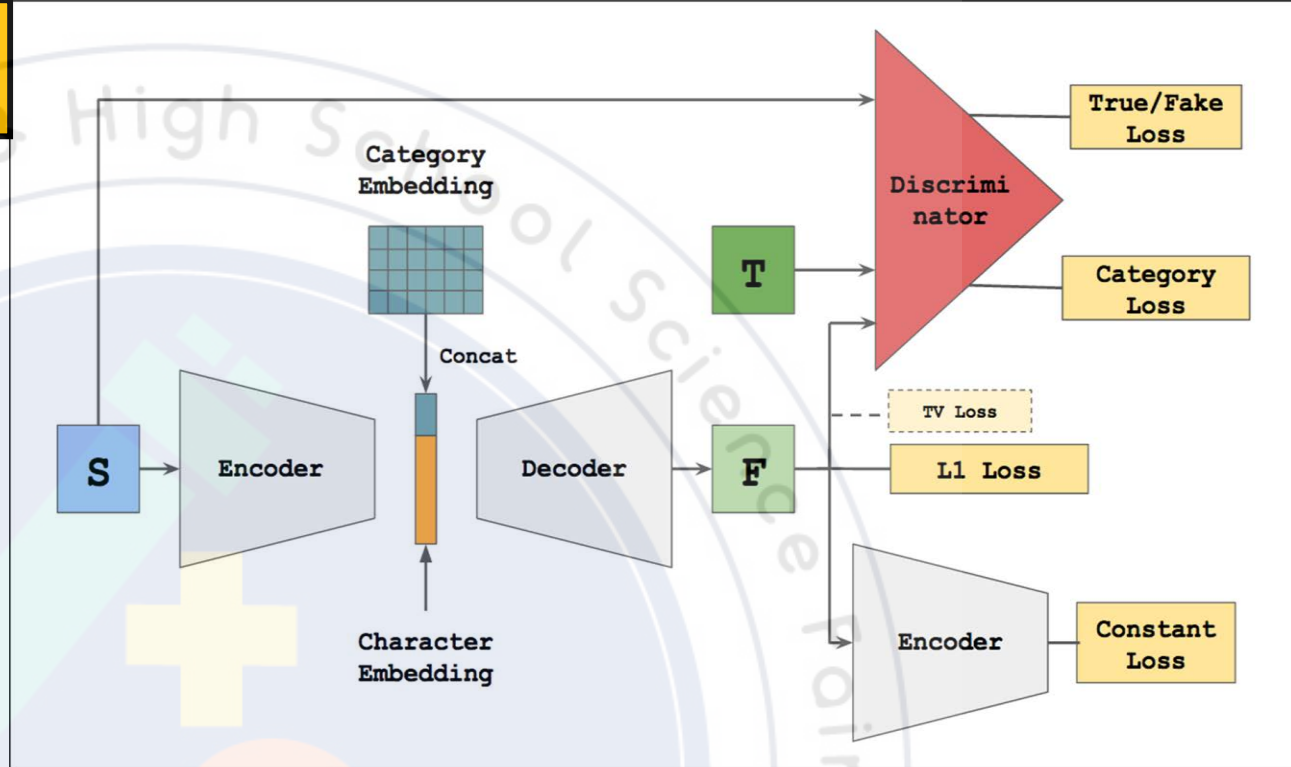 s High School Science Fair
True/Fake
Loss
Category
Embedding
Discrimi
nator
T
Category
Loss
Concat
TV Loss
S
Encoder
Decoder
F
L1 Loss
Character
Embedding
Encoder
Constant
Loss